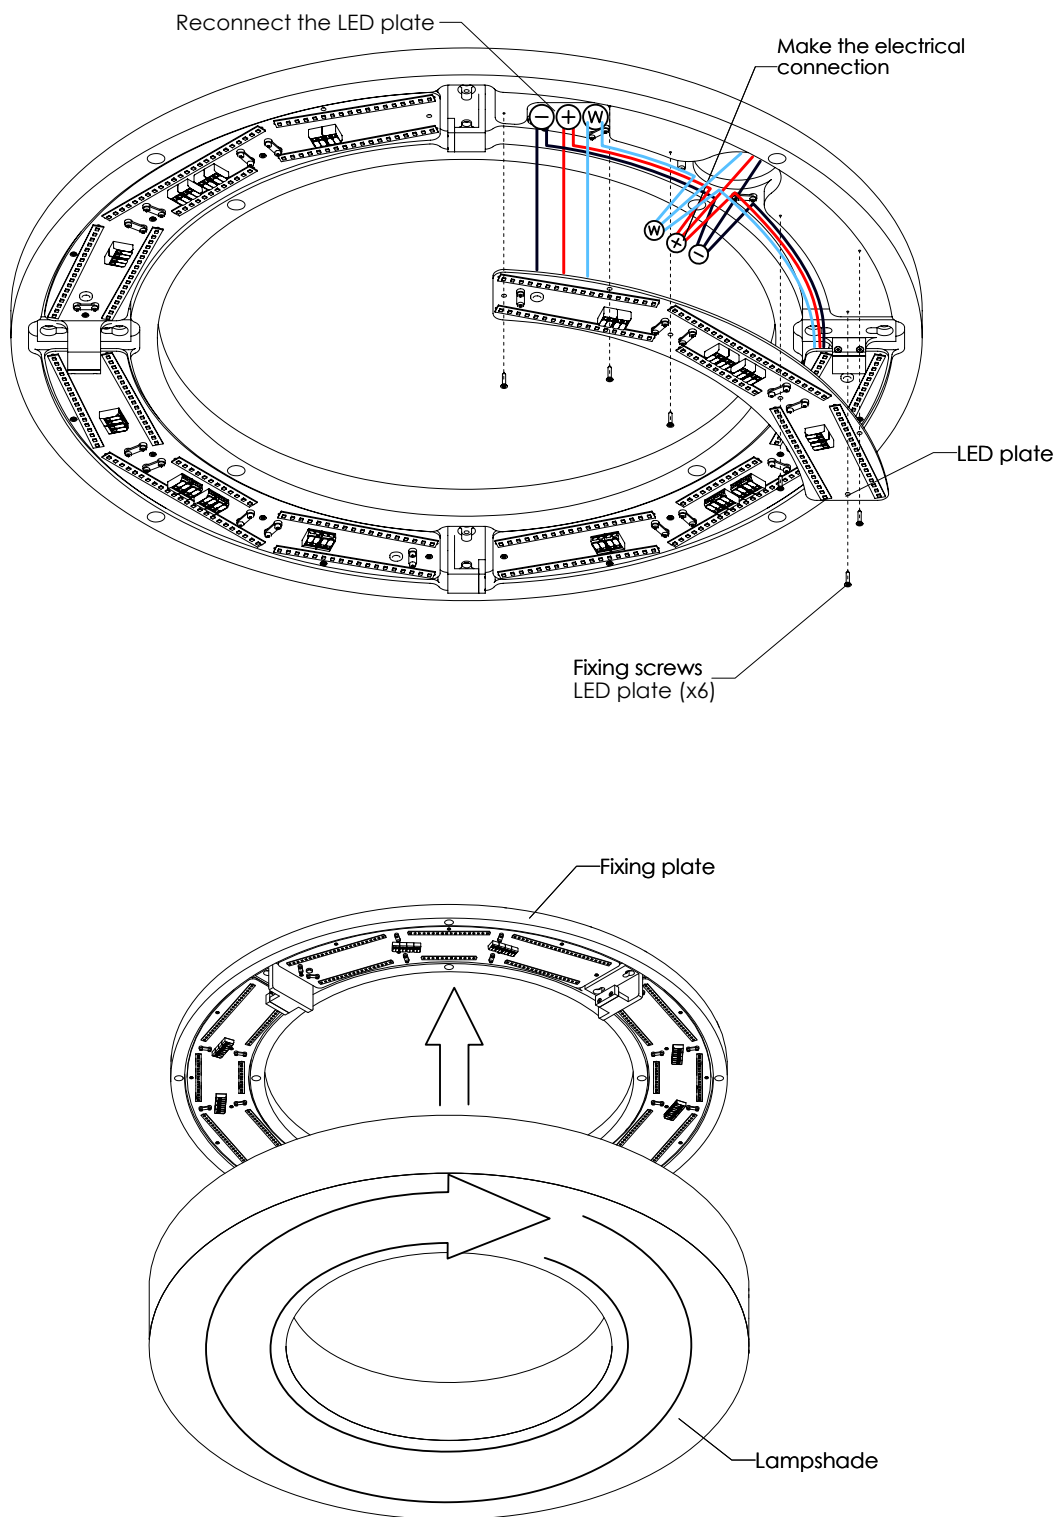 Reconnect the LED plate
Make the electrical
connection
− + W
W
+
−
LED plate
Fixing screws
LED plate (x6)
Fixing plate
Lampshade